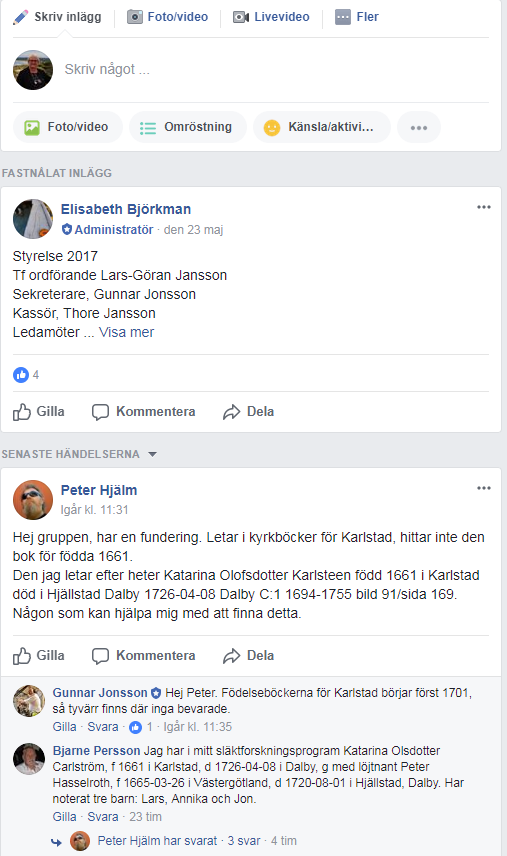 Skriv inlägg Foto/video Livevideo Fler
Skriv något ...
Foto/video Omröstning Känsla/aktivi...
FASTNÅLAT INLÄGG
Elisabeth Björkman
Administratör · den 23 maj
Styrelse 2017
Tf ordförande Lars-Göran Jansson
Sekreterare, Gunnar Jonsson
Kassör, Thore Jansson
Ledamöter ... Visa mer
4
Gilla Kommentera Dela
SENASTE HÄNDELSERNA
Peter Hjälm
Igår kl. 11:31
Hej gruppen, har en fundering. Letar i kyrkböcker för Karlstad, hittar inte den
bok för födda 1661.
Den jag letar efter heter Katarina Olofsdotter Karlsteen född 1661 i Karlstad
död i Hjällstad Dalby 1726-04-08 Dalby C:1 1694-1755 bild 91/sida 169.
Någon som kan hjälpa mig med att finna detta.
Gilla Kommentera Dela
Gunnar Jonsson Hej Peter. Födelseböckerna för Karlstad börjar först 1701,
så tyvärr finns där inga bevarade.
Gilla · Svara · 1 · Igår kl. 11:35
Bjarne Persson Jag har i mitt släktforskningsprogram Katarina Olsdotter
Carlström, f 1661 i Karlstad, d 1726-04-08 i Dalby, g med löjtnant Peter
Hasselroth, f 1665-03-26 i Västergötland, d 1720-08-01 i Hjällstad, Dalby. Har
noterat tre barn: Lars, Annika och Jon.
Gilla · Svara · 23 tim
Peter Hjälm har svarat · 3 svar · 4 tim